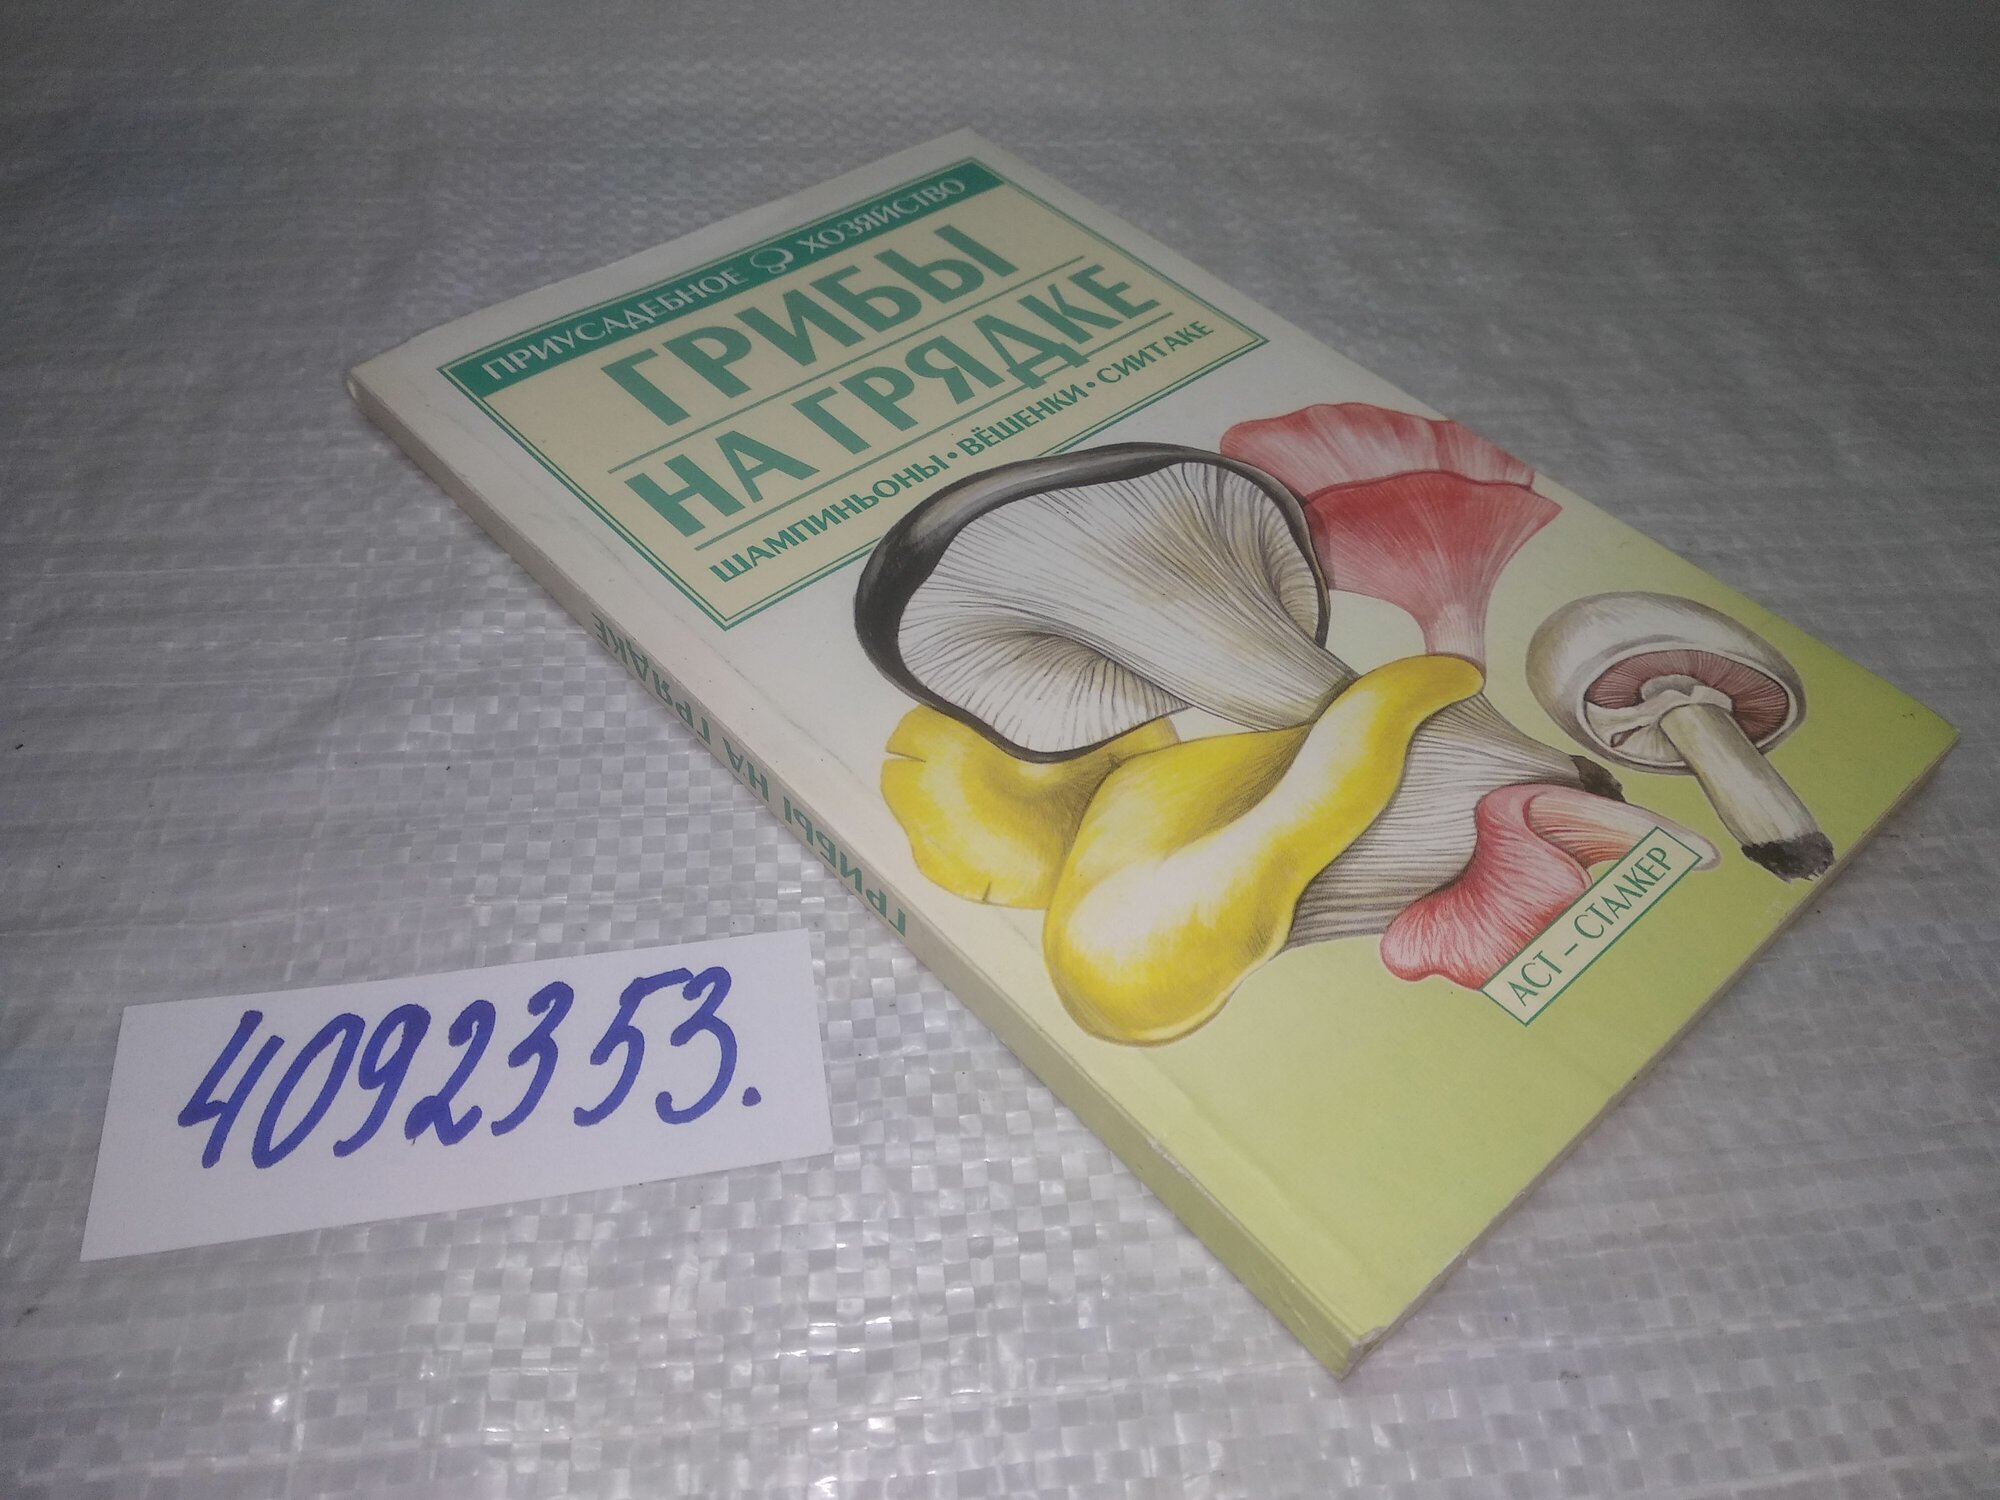 ПРИУСАДЕБНОЕ ХОЗЯЙСТВО
ГРИБЫ
НА ГРЯДКЕ
ШАМПИНЬОНЫ • ВЁШЕНКИ • СИИТАКЕ
АСТ – СТАЛКЕР
ГРИБЫ НА ГРЯДКЕ
4092353.